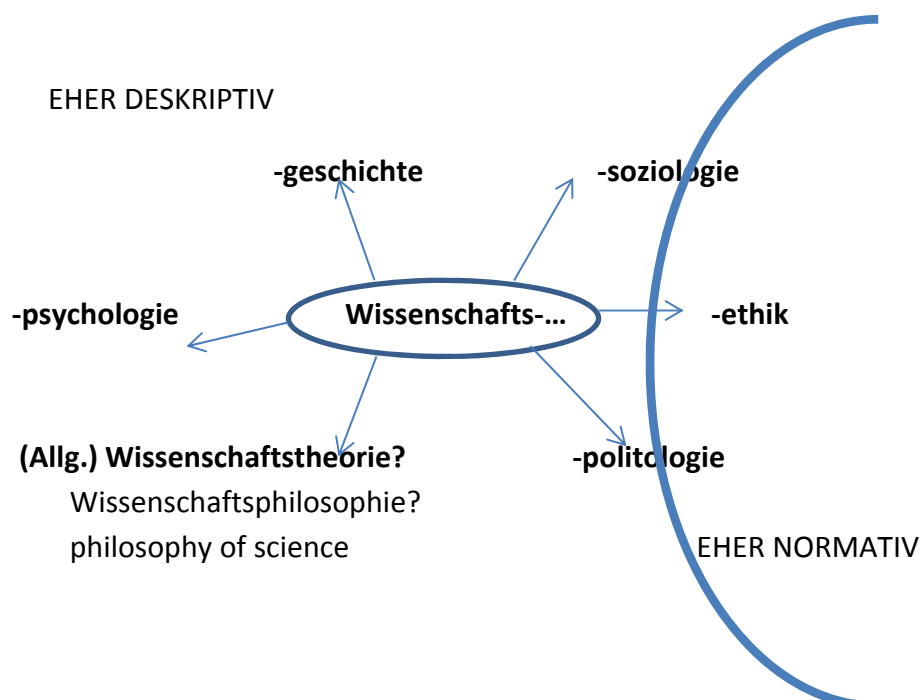 EHER DESKRIPTIV
-geschichte
-soziologie
-psychologie
Wissenschafts-...
-ethik
(Allg.) Wissenschaftstheorie?
-politologie
Wissenschaftsphilosophie?
philosophy of science
EHER NORMATIV